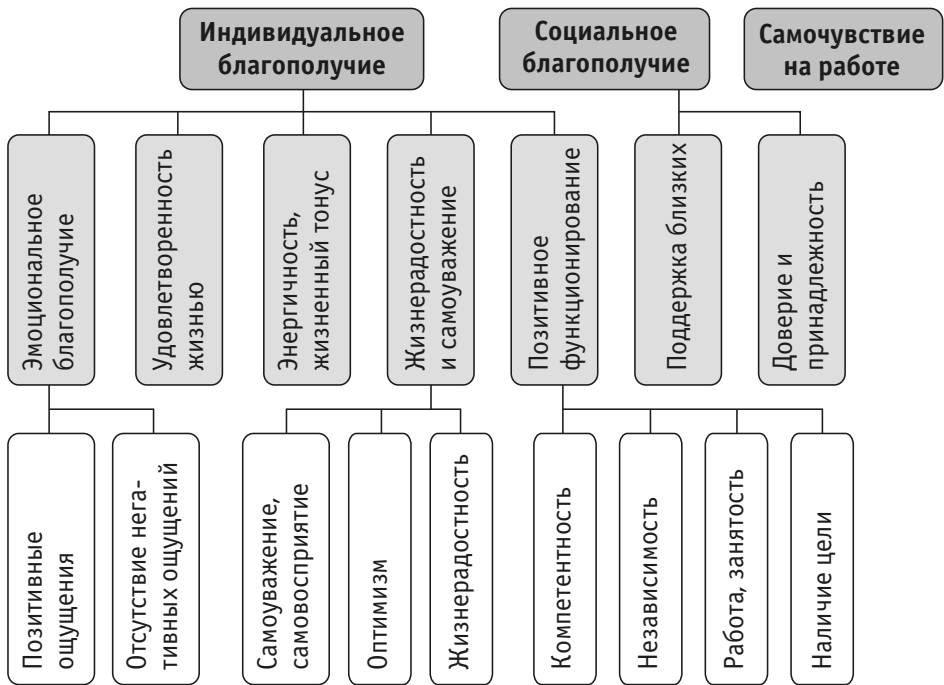 Индивидуальное
благополучие
Социальное
благополучие
Самочувствие
на работе
Эмоциональное
благополучие
Удовлетворенность
жизнью
Энергичность,
жизненный тонус
Жизнерадостность
и самоуважение
Позитивное
функционирование
Поддержка близких
Доверие и
принадлежность
Позитивные
ощущения
Отсутствие нега-
тивных ощущений
Самоуважение,
самовосприятие
Оптимизм
Жизнерадостность
Компетентность
Независимость
Работа, занятость
Наличие цели